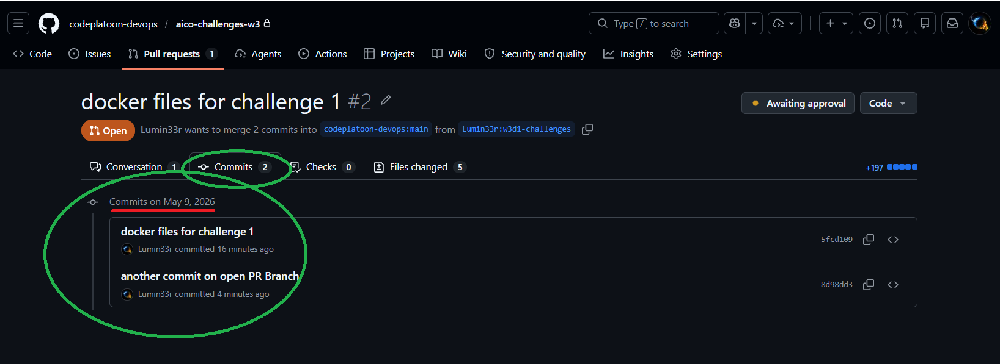 codeplatoon-devops / aico-challenges-w3
Type / to search
Code Issues Pull requests 1 Agents Actions Projects Wiki Security and quality Insights Settings
docker files for challenge 1 #2
Awaiting approval
Code
Open Lumin33r wants to merge 2 commits into codeplatoon-devops:main from Lumin33r:w3d1-challenges
Conversation 1 Commits 2 Checks 0 Files changed 5
+197
Commits on May 9, 2026
docker files for challenge 1
Lumin33r committed 16 minutes ago
5fcd109
another commit on open PR Branch
Lumin33r committed 4 minutes ago
8d98dd3